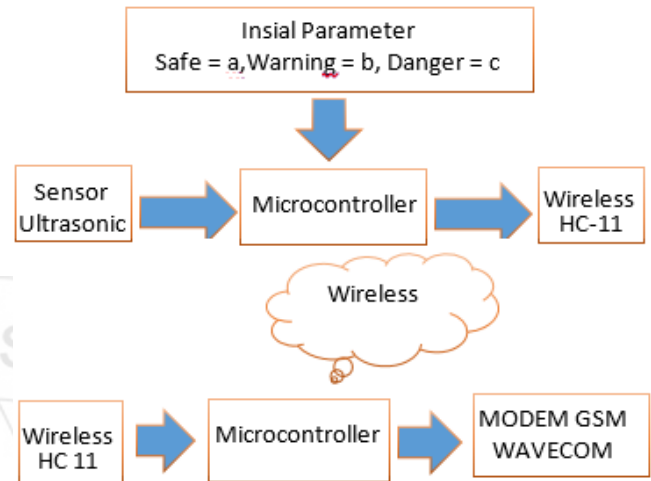 Insial Parameter
Safe = a,Warning = b, Danger = c
Sensor
Ultrasonic
Microcontroller
Wireless
HC-11
Wireless
Wireless
HC 11
Microcontroller
MODEM GSM
WAVECOM